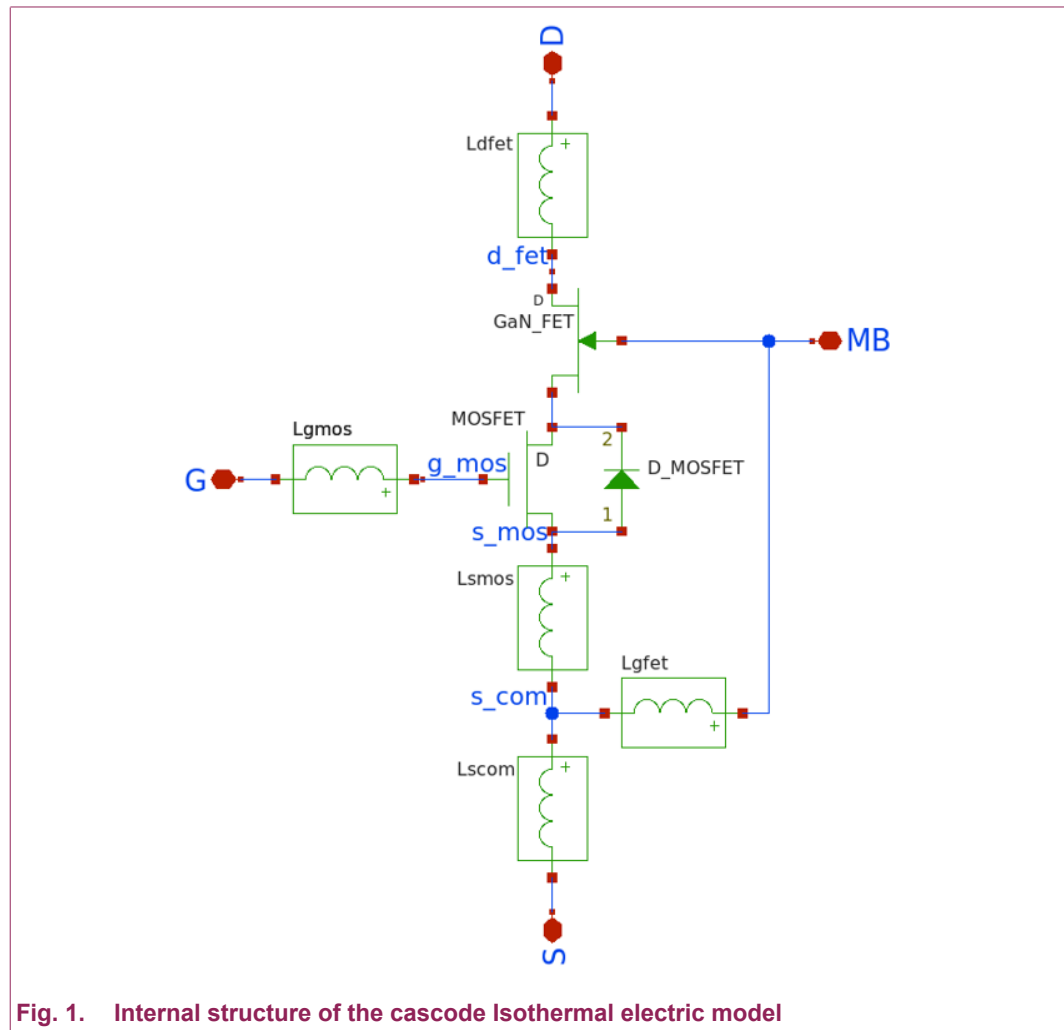 D
Ldfet
+
d_fet
D
GaN_FET
MB
MOSFET
Lgmos
2
D
D_MOSFET
g_mos
G
+
1
s_mos
Lsmos
+
Lgfet
s_com
+
Lscom
+
S
Fig. 1. Internal structure of the cascode Isothermal electric model